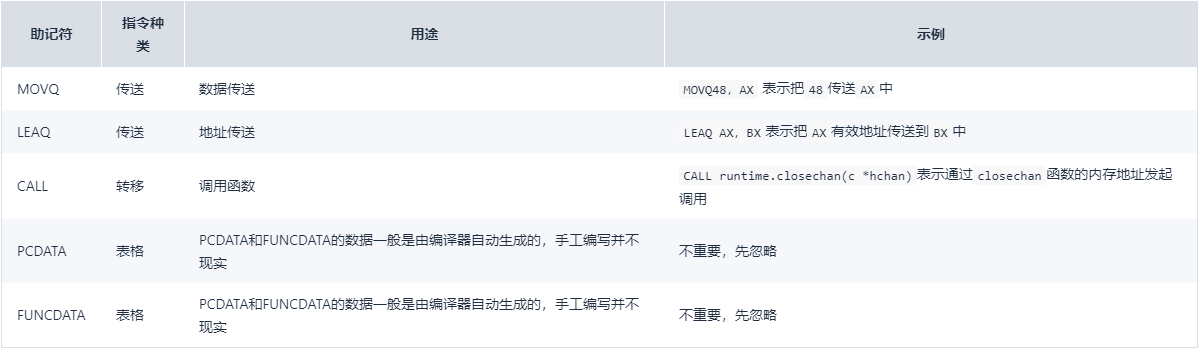 助记符 指令种类 用途 示例
MOVQ 传送 数据传送 MOVQ48, AX 表示把 48 传送 AX 中
LEAQ 传送 地址传送 LEAQ AX, BX 表示把 AX 有效地址传送到 BX 中
CALL 转移 调用函数 CALL runtime.closechan(c *hchan) 表示通过 closechan 函数的内存地址发起
调用
PCDATA 表格 PCDATA和FUNCDATA的数据一般是由编译器自动生成的，手工编写并不
现实 不重要，先忽略
FUNCDATA 表格 PCDATA和FUNCDATA的数据一般是由编译器自动生成的，手工编写并不
现实 不重要，先忽略